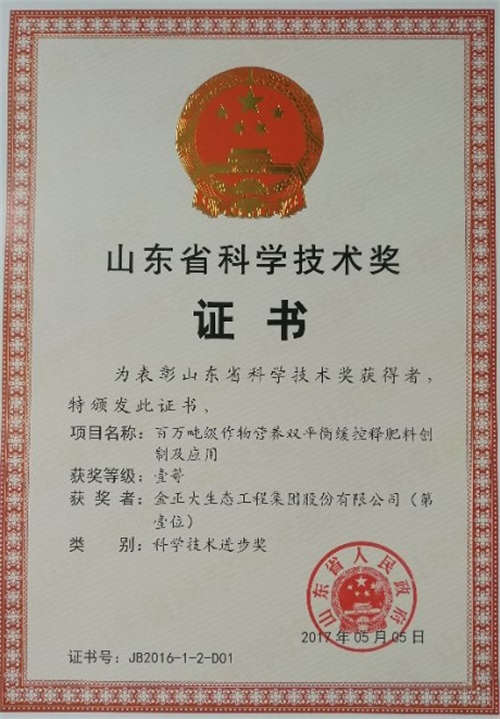 山东省科学技术奖
证书
为表彰山东省科学技术奖获得者，
特颁发此证书、
项目名称：百万吨级作物营养双平衡缓控释肥料创
制及应用
获奖等级：壹等
获奖者：金正大生态工程集团股份有限公司（第
壹位）
类别：科学技术进步奖
山东省人民政府
2017年05月05日
证书号：JB2016-1-2-D01